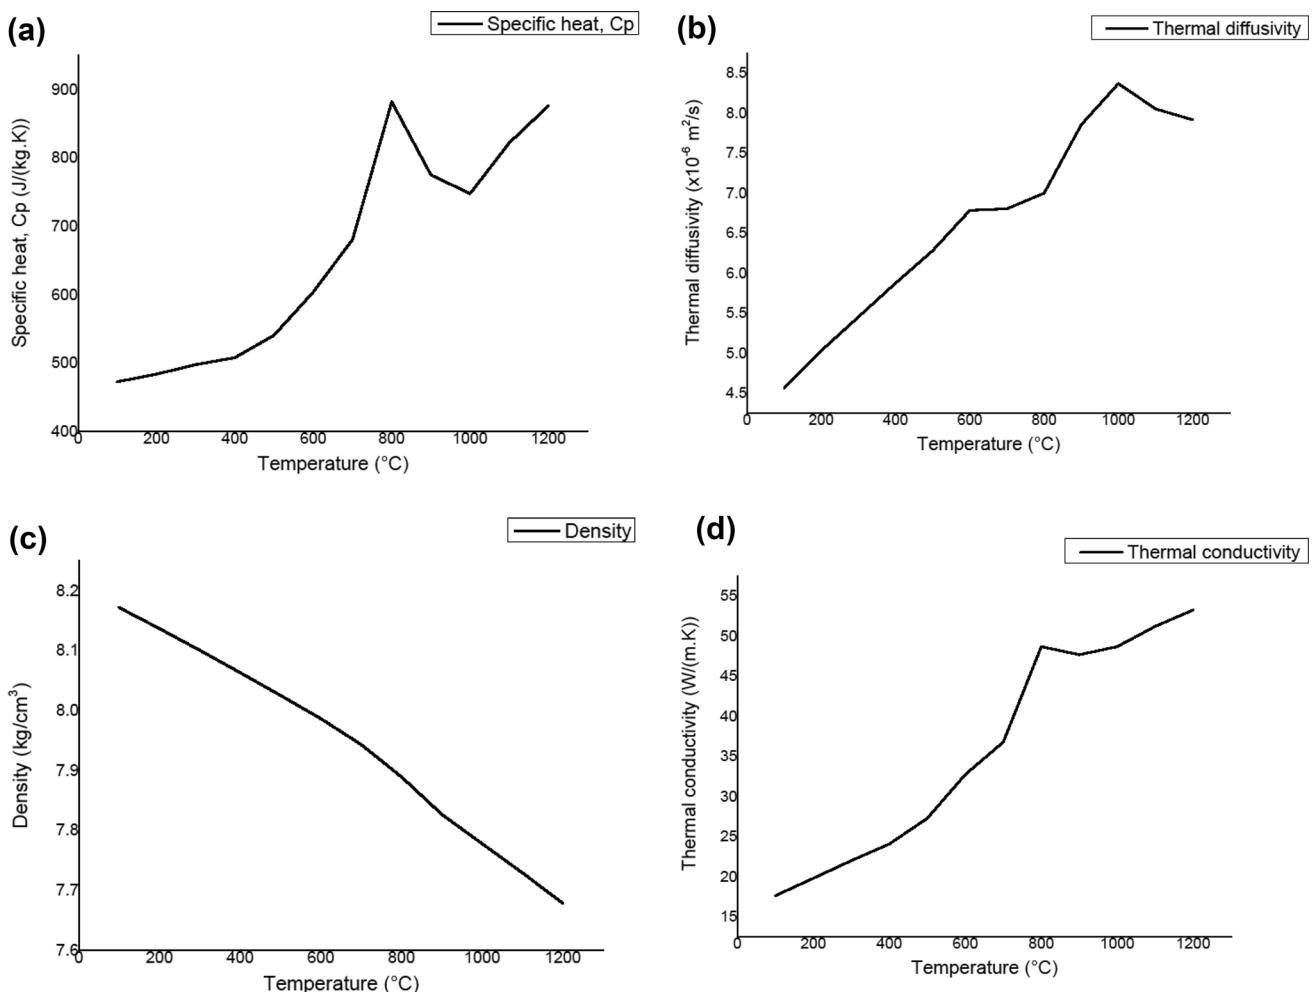 (a)
Specific heat, Cp
Specific heat, Cp (J/(kg.K))
900
800
700
600
500
400
0 200 400 600 800 1000 1200
Temperature (°C)
(b)
Thermal diffusivity
Thermal diffusivity (x10⁻⁶ m²/s)
8.5
8.0
7.5
7.0
6.5
6.0
5.5
5.0
4.5
0 200 400 600 800 1000 1200
Temperature (°C)
(c)
Density
Density (kg/cm³)
8.2
8.1
8.0
7.9
7.8
7.7
7.6
0 200 400 600 800 1000 1200
Temperature (°C)
(d)
Thermal conductivity
Thermal conductivity (W/(m.K))
55
50
45
40
35
30
25
20
15
0 200 400 600 800 1000 1200
Temperature (°C)